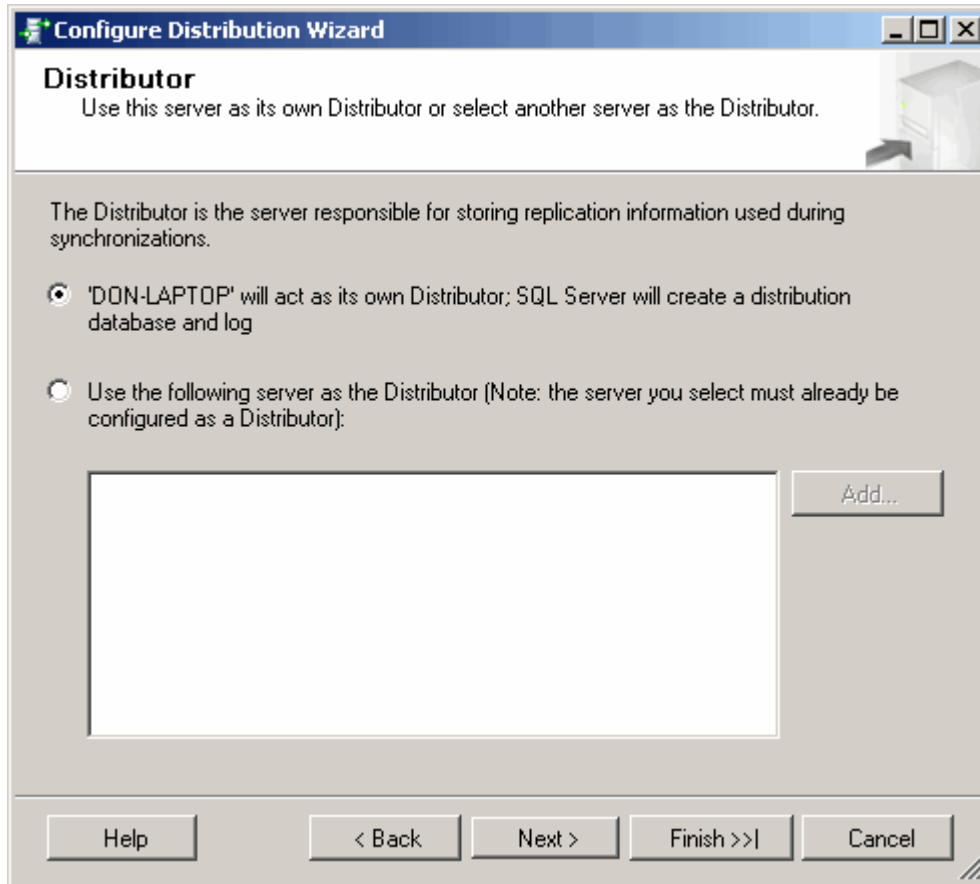 Configure Distribution Wizard
Distributor
Use this server as its own Distributor or select another server as the Distributor.
The Distributor is the server responsible for storing replication information used during
synchronizations.
'DON-LAPTOP' will act as its own Distributor; SQL Server will create a distribution
database and log
Use the following server as the Distributor (Note: the server you select must already be
configured as a Distributor):
Add...
Help
< Back
Next >
Finish >>|
Cancel